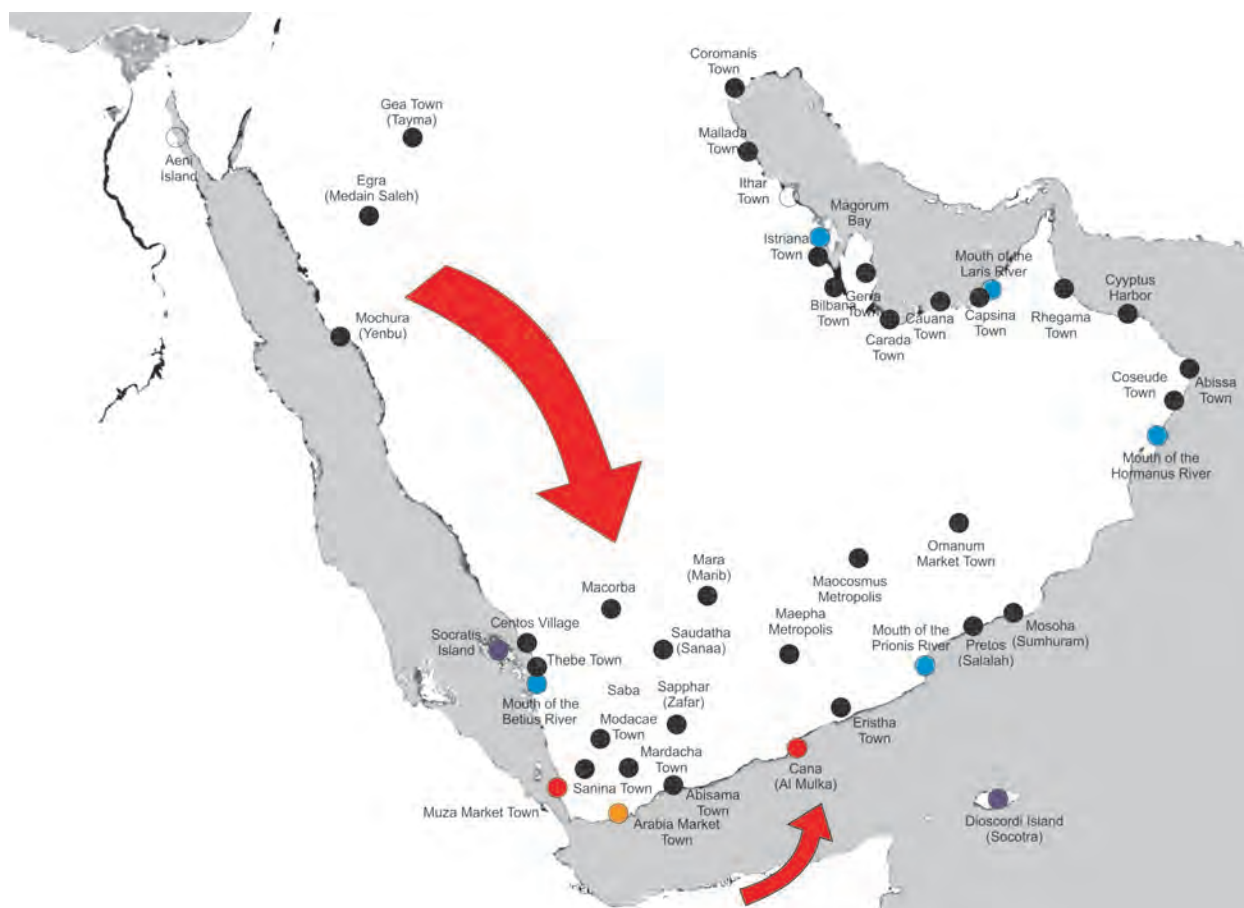 Coromanis
Town
Gea Town
(Tayma)
Mallada
Town
Aeni
Island
Egra
(Medain Saleh)
Ithar
Town
Magorum
Bay
Istriana
Town
Mouth of the
Laris River
Bilbana
Town
Gerra
Town
Cauana
Town
Capsina
Town
Carada
Town
Rhegama
Town
Cyyptus
Harbor
Mochura
(Yenbu)
Coseude
Town
Abissa
Town
Mouth of the
Hormanus River
Omanum
Market Town
Mara
(Marib)
Maocosmus
Metropolis
Macorba
Maepha
Metropolis
Mouth of the
Prionis River
Mosoha
(Sumhuram)
Pretos
(Salalah)
Centos Village
Socratis
Island
Thebe Town
Saudatha
(Sanaa)
Mouth of the
Betius River
Saba
Sapphar
(Zafar)
Modacae
Town
Eristha
Town
Mardacha
Town
Cana
(Al Mulka)
Sanina Town
Abisama
Town
Muza Market Town
Arabia Market
Town
Dioscordi Island
(Socotra)